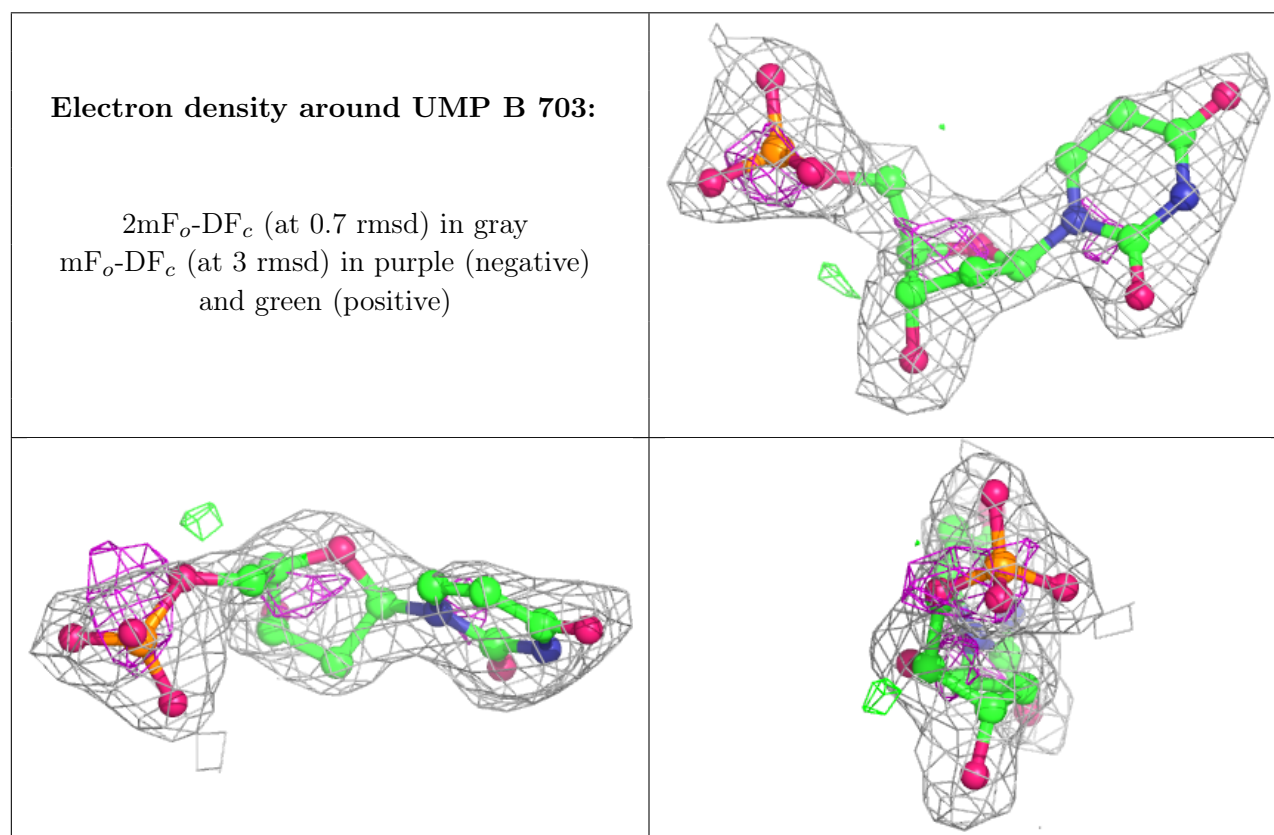 Electron density around UMP B 703:
2mFₒ-DF𝒸 (at 0.7 rmsd) in gray
mFₒ-DF𝒸 (at 3 rmsd) in purple (negative)
and green (positive)